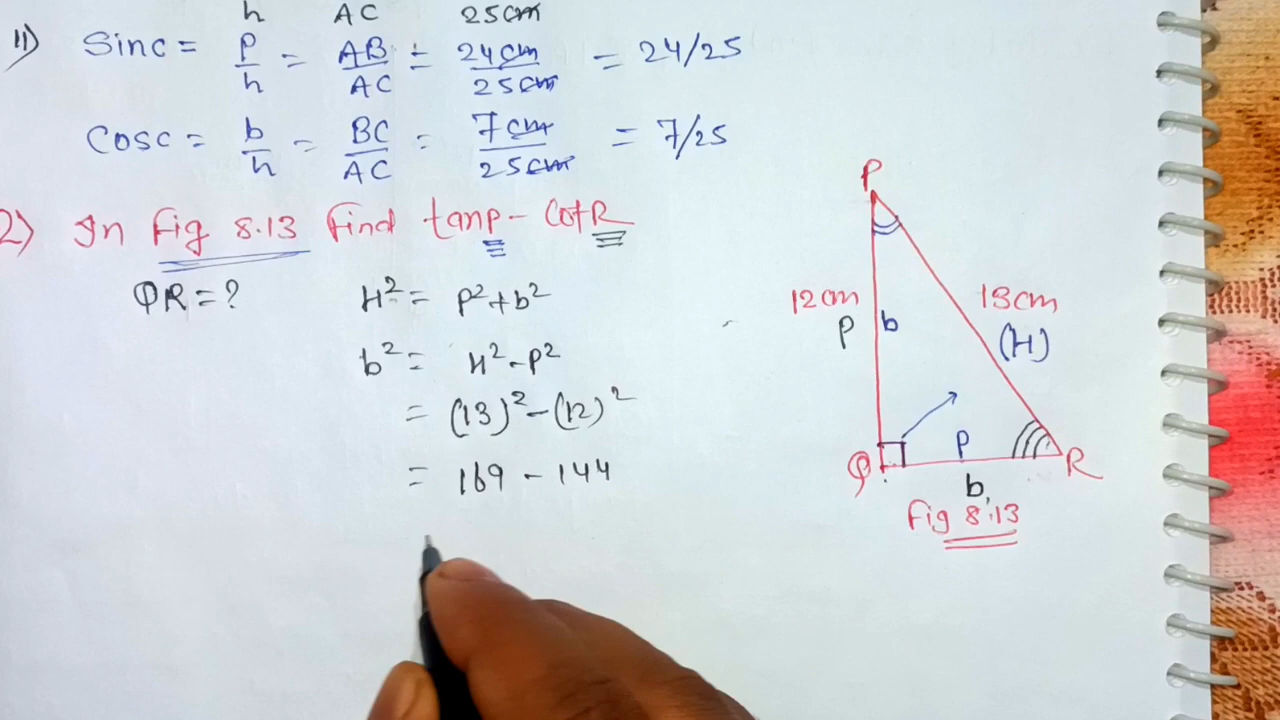 h AC 25cm
11) Sinc = P/h = AB/AC = 24cm/25cm = 24/25
Cosc = b/h = BC/AC = 7cm/25cm = 7/25
2) In Fig 8.13 Find tanP - CotR
QR = ?
H² = P² + b²
b² = H² - P²
= (13)² - (12)²
= 169 - 144
P
12cm
13cm
P b
(H)
P
Q
R
b
Fig 8.13